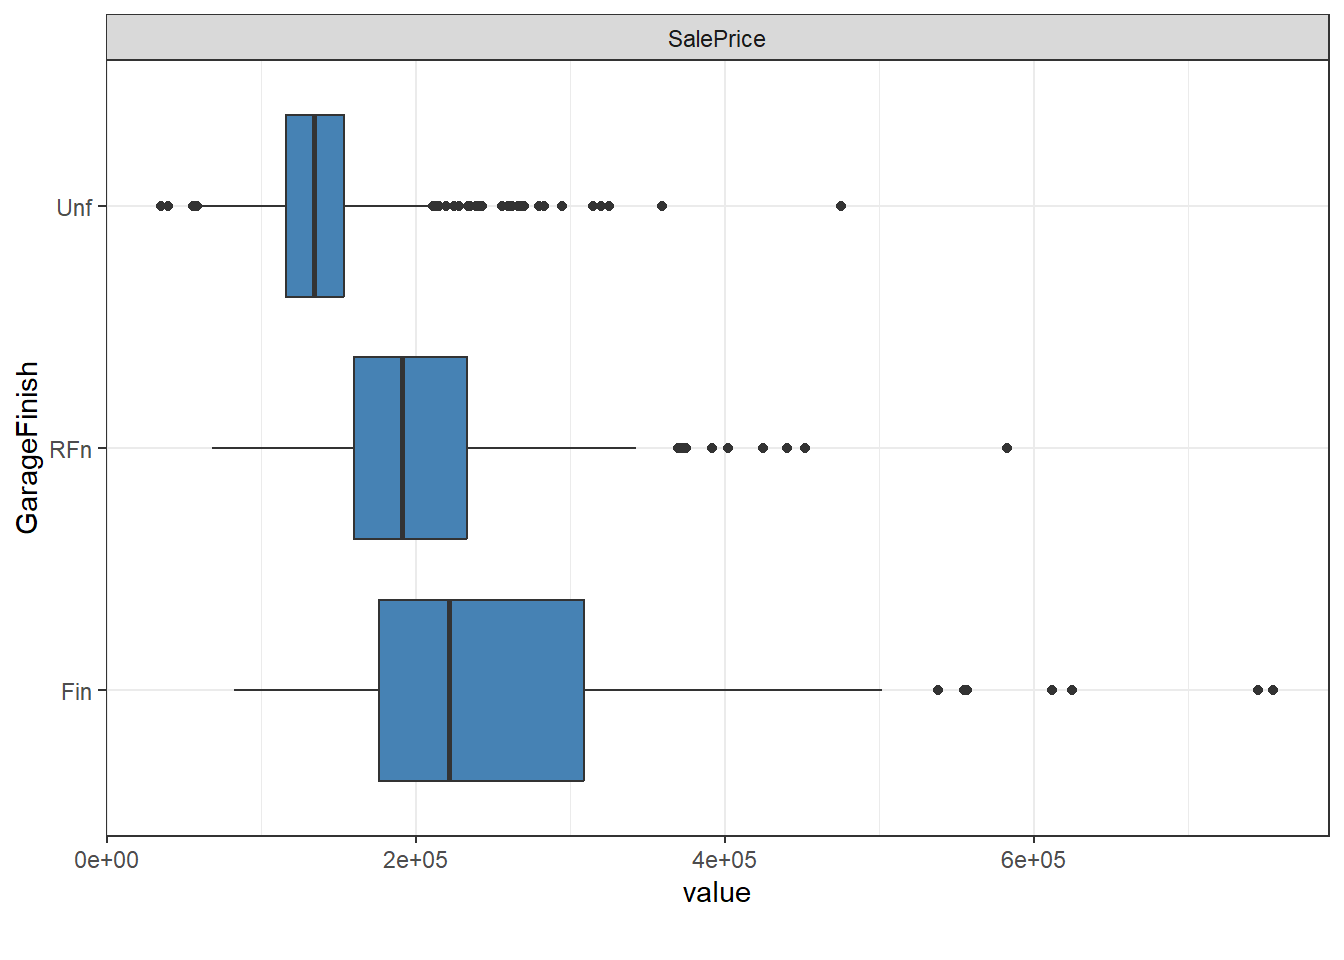 SalePrice
GarageFinish
Unf
RFn
Fin
0e+00 2e+05 4e+05 6e+05
value